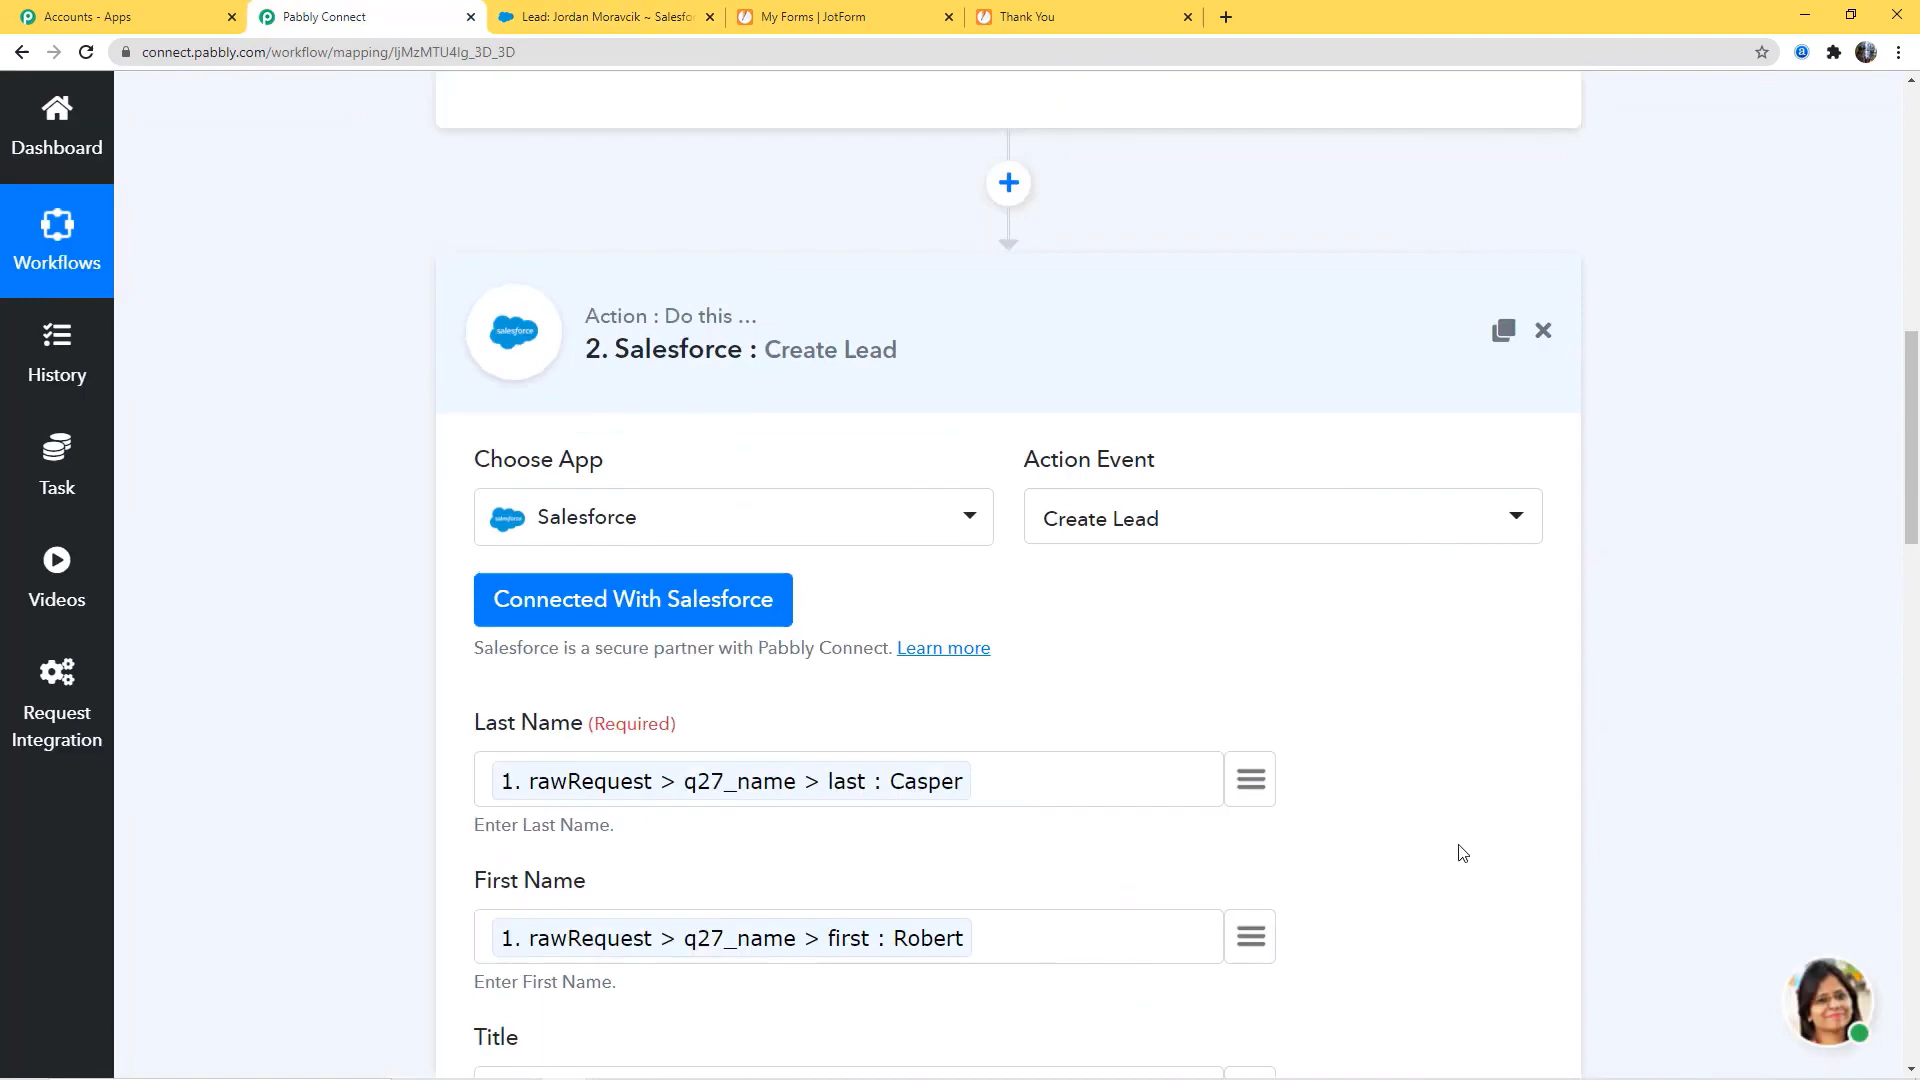 Accounts - Apps
Pabbly Connect
Lead: Jordan Moravcik ~ Salesfor
My Forms | JotForm
Thank You
connect.pabbly.com/workflow/mapping/IjMzMTU4Ig_3D_3D
Dashboard
Workflows
History
Task
Videos
Request
Integration
salesforce
Action : Do this ...
2. Salesforce : Create Lead
Choose App
Action Event
salesforce
Salesforce
Create Lead
Connected With Salesforce
Salesforce is a secure partner with Pabbly Connect. Learn more
Last Name (Required)
1. rawRequest > q27_name > last : Casper
Enter Last Name.
First Name
1. rawRequest > q27_name > first : Robert
Enter First Name.
Title